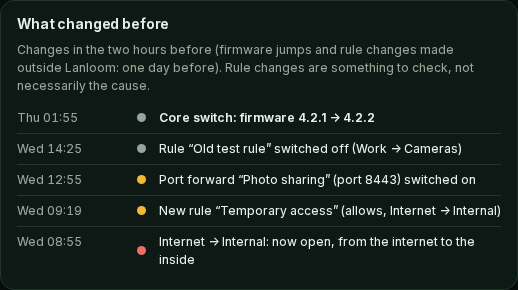 What changed before
Changes in the two hours before (firmware jumps and rule changes made
outside Lanloom: one day before). Rule changes are something to check, not
necessarily the cause.
Thu 01:55 Core switch: firmware 4.2.1 → 4.2.2
Wed 14:25 Rule “Old test rule” switched off (Work → Cameras)
Wed 12:55 Port forward “Photo sharing” (port 8443) switched on
Wed 09:19 New rule “Temporary access” (allows, Internet → Internal)
Wed 08:55 Internet → Internal: now open, from the internet to the
inside